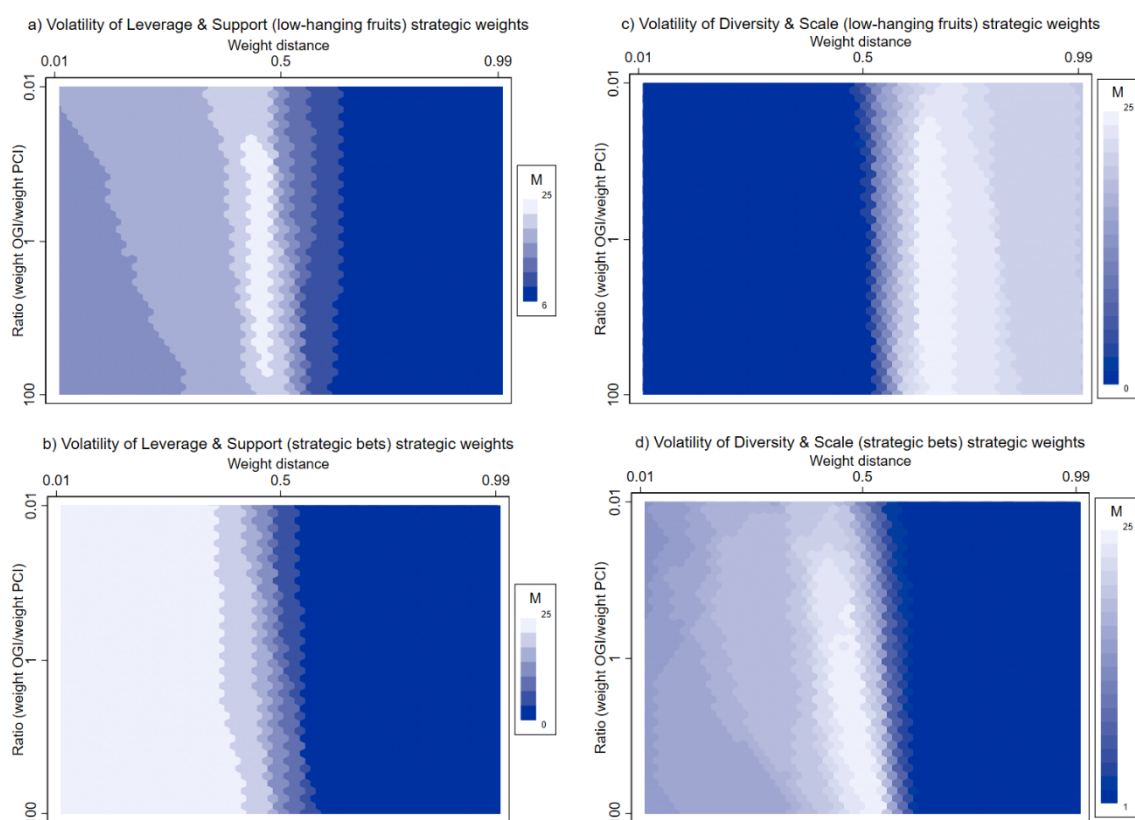 a) Volatility of Leverage & Support (low-hanging fruits) strategic weights
Weight distance
0.01 0.5 0.99
0.01
1
100
Ratio (weight OGI/weight PCI)
M
25
6
b) Volatility of Leverage & Support (strategic bets) strategic weights
Weight distance
0.01 0.5 0.99
0.01
1
00
Ratio (weight OGI/weight PCI)
M
25
0
c) Volatility of Diversity & Scale (low-hanging fruits) strategic weights
Weight distance
0.01 0.5 0.99
0.01
1
100
Ratio (weight OGI/weight PCI)
M
25
0
d) Volatility of Diversity & Scale (strategic bets) strategic weights
Weight distance
0.01 0.5 0.99
0.01
1
00
Ratio (weight OGI/weight PCI)
M
25
1